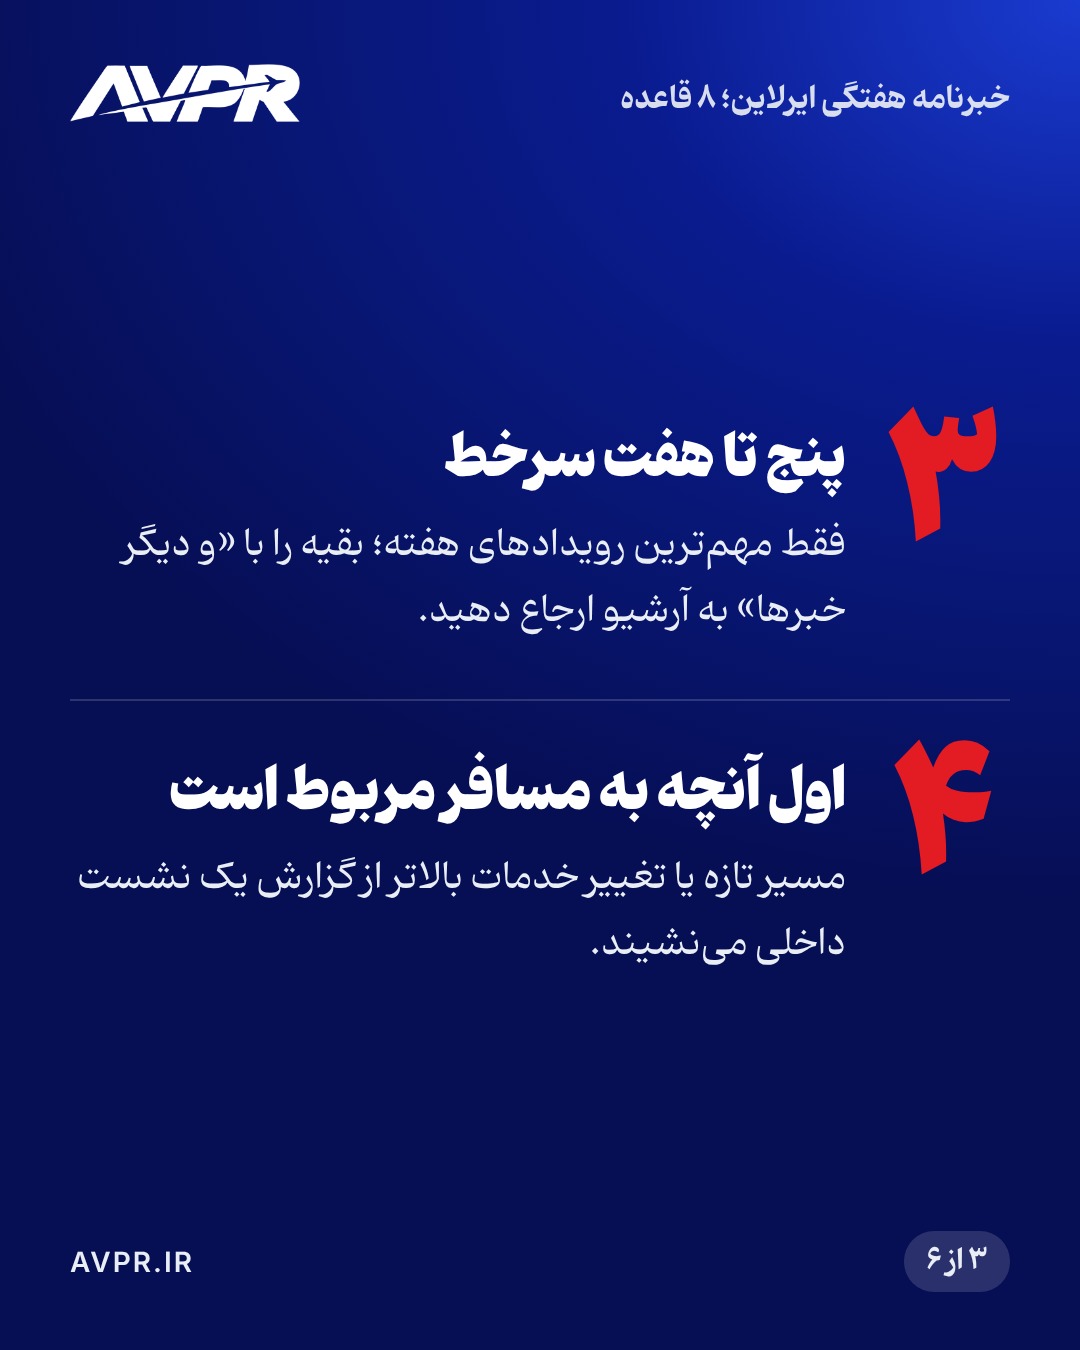 خبرنامه هفتگی ایرلاین؛ ۸ قاعده
AVPR
۳
پنج تا هفت سرخط
فقط مهم‌ترین رویدادهای هفته؛ بقیه را با «و دیگر
خبرها» به آرشیو ارجاع دهید.
۴
اول آنچه به مسافر مربوط است
مسیر تازه یا تغییر خدمات بالاتر از گزارش یک نشست
داخلی می‌نشیند.
۳ از ۶
AVPR.IR